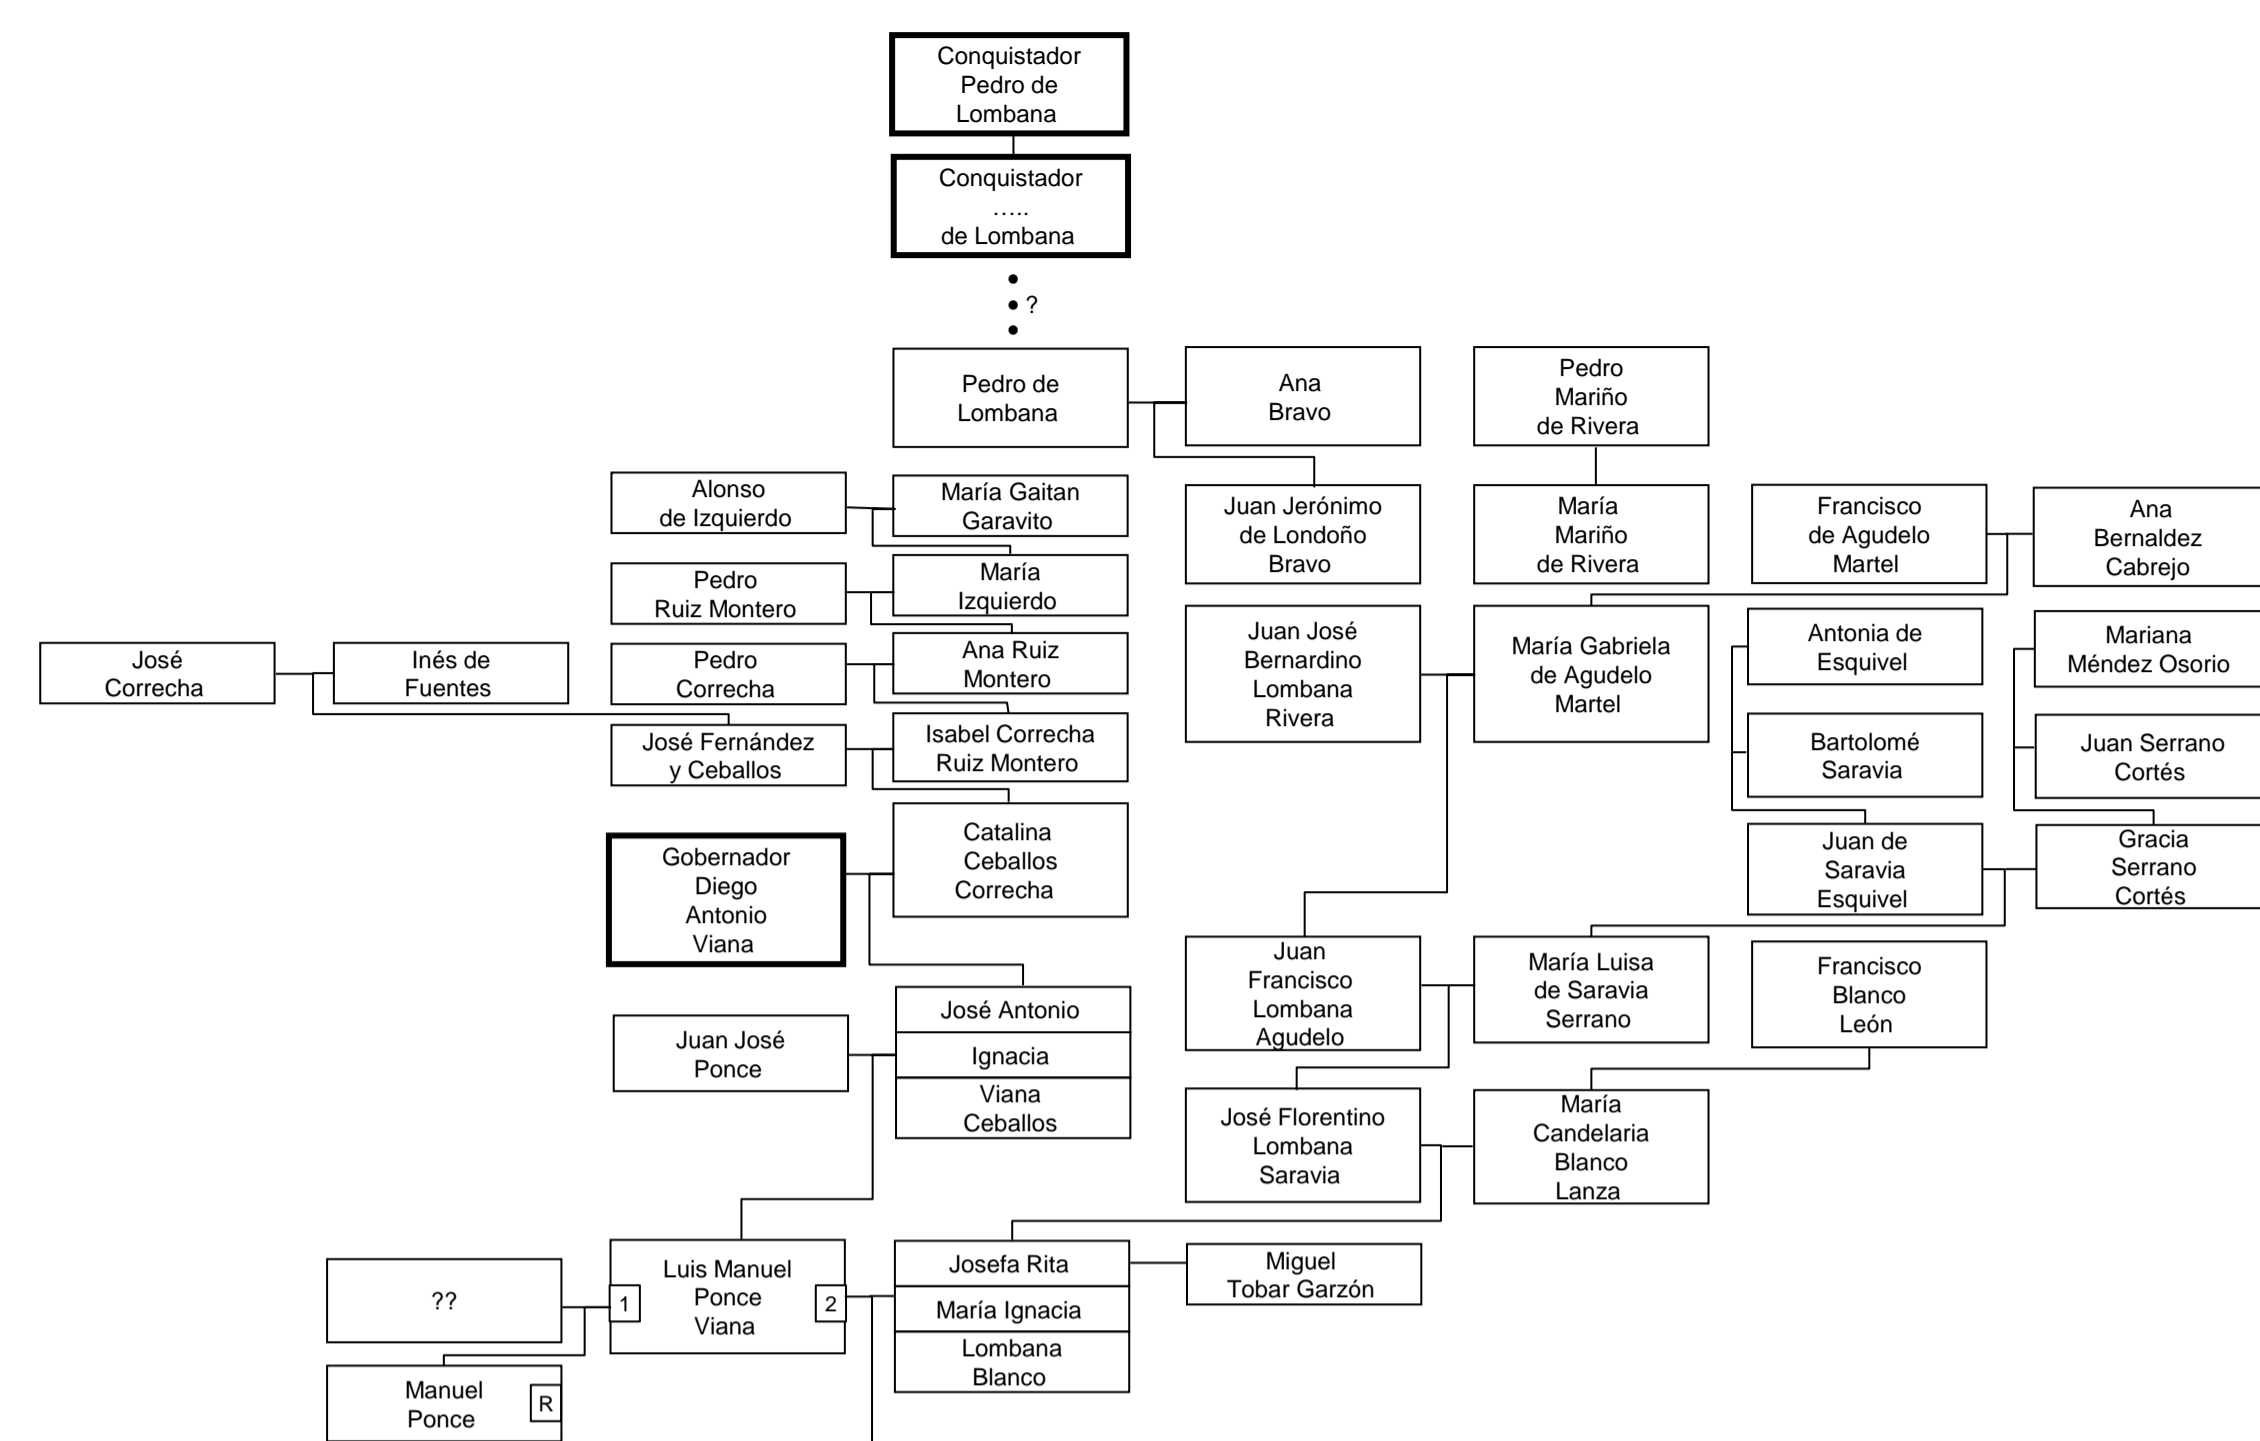 Conquistador
Pedro de
Lombana
Conquistador
…..
de Lombana
?
Pedro de
Lombana
Ana
Bravo
Pedro
Mariño
de Rivera
Alonso
de Izquierdo
María Gaitan
Garavito
Juan Jerónimo
de Londoño
Bravo
María
Mariño
de Rivera
Francisco
de Agudelo
Martel
Ana
Bernaldez
Cabrejo
Pedro
Ruiz Montero
María
Izquierdo
José
Correcha
Inés de
Fuentes
Pedro
Correcha
Ana Ruiz
Montero
Juan José
Bernardino
Lombana
Rivera
María Gabriela
de Agudelo
Martel
Antonia de
Esquivel
Mariana
Méndez Osorio
José Fernández
y Ceballos
Isabel Correcha
Ruiz Montero
Bartolomé
Saravia
Juan Serrano
Cortés
Gobernador
Diego
Antonio
Viana
Catalina
Ceballos
Correcha
Juan de
Saravia
Esquivel
Gracia
Serrano
Cortés
Juan
Francisco
Lombana
Agudelo
María Luisa
de Saravia
Serrano
Francisco
Blanco
León
Juan José
Ponce
José Antonio
Ignacia
Viana
Ceballos
José Florentino
Lombana
Saravia
María
Candelaria
Blanco
Lanza
??
1
Luis Manuel
Ponce
Viana
2
Josefa Rita
María Ignacia
Lombana
Blanco
Miguel
Tobar Garzón
Manuel
Ponce
R